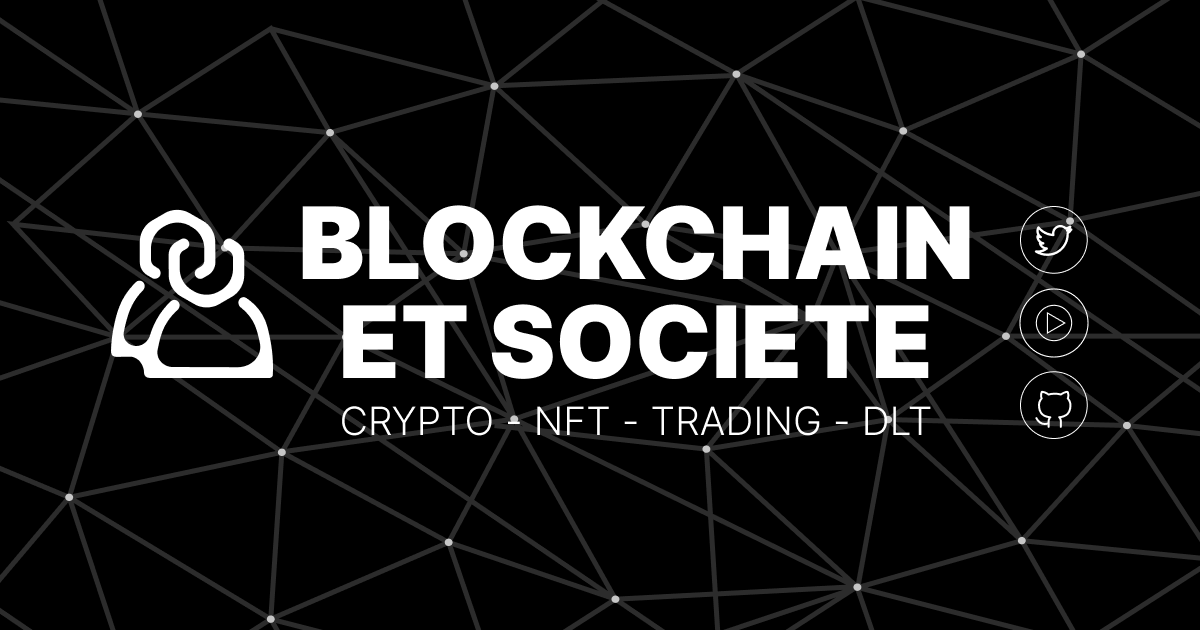 BLOCKCHAIN
ET SOCIETE
CRYPTO - NFT - TRADING - DLT